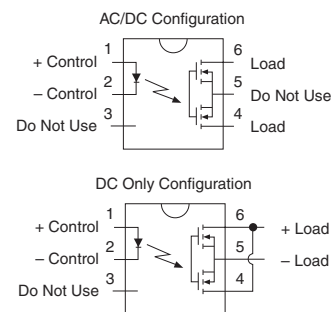 AC/DC Configuration
1 6
+ Control Load
2 5
– Control Do Not Use
3 4
Do Not Use Load
DC Only Configuration
1 6
+ Control + Load
2 5
– Control – Load
3 4
Do Not Use